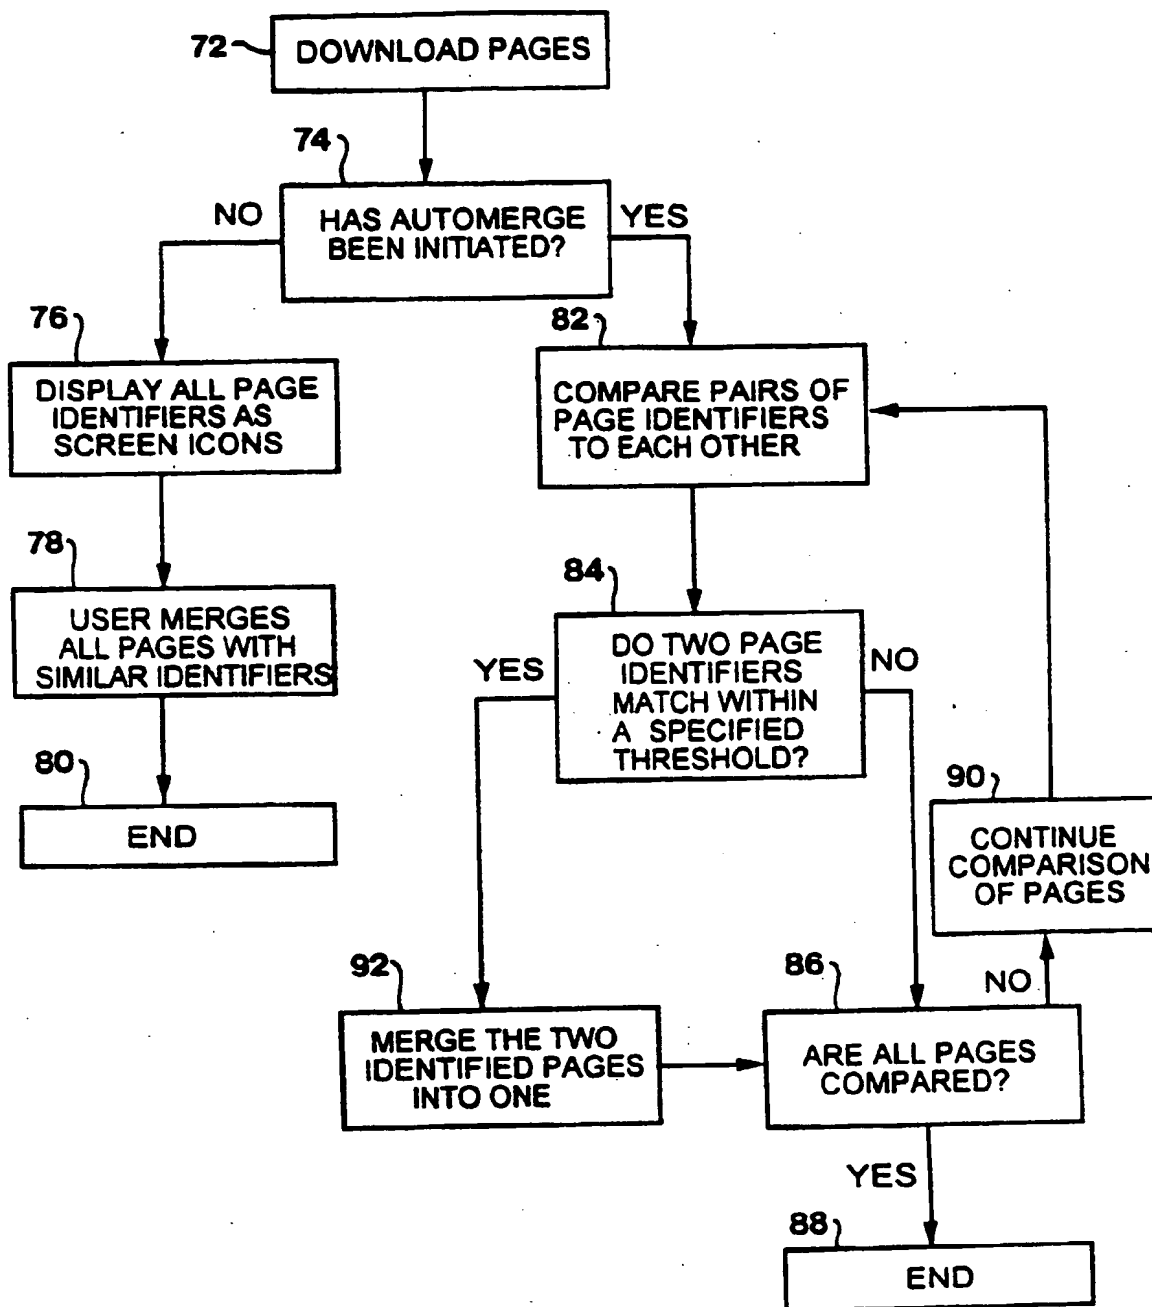 72
DOWNLOAD PAGES
74
NO
HAS AUTOMERGE
BEEN INITIATED?
YES
76
DISPLAY ALL PAGE
IDENTIFIERS AS
SCREEN ICONS
82
COMPARE PAIRS OF
PAGE IDENTIFIERS
TO EACH OTHER
78
USER MERGES
ALL PAGES WITH
SIMILAR IDENTIFIERS
84
YES
DO TWO PAGE
IDENTIFIERS
MATCH WITHIN
A SPECIFIED
THRESHOLD?
NO
80
END
90
CONTINUE
COMPARISON
OF PAGES
92
MERGE THE TWO
IDENTIFIED PAGES
INTO ONE
86
NO
ARE ALL PAGES
COMPARED?
YES
88
END